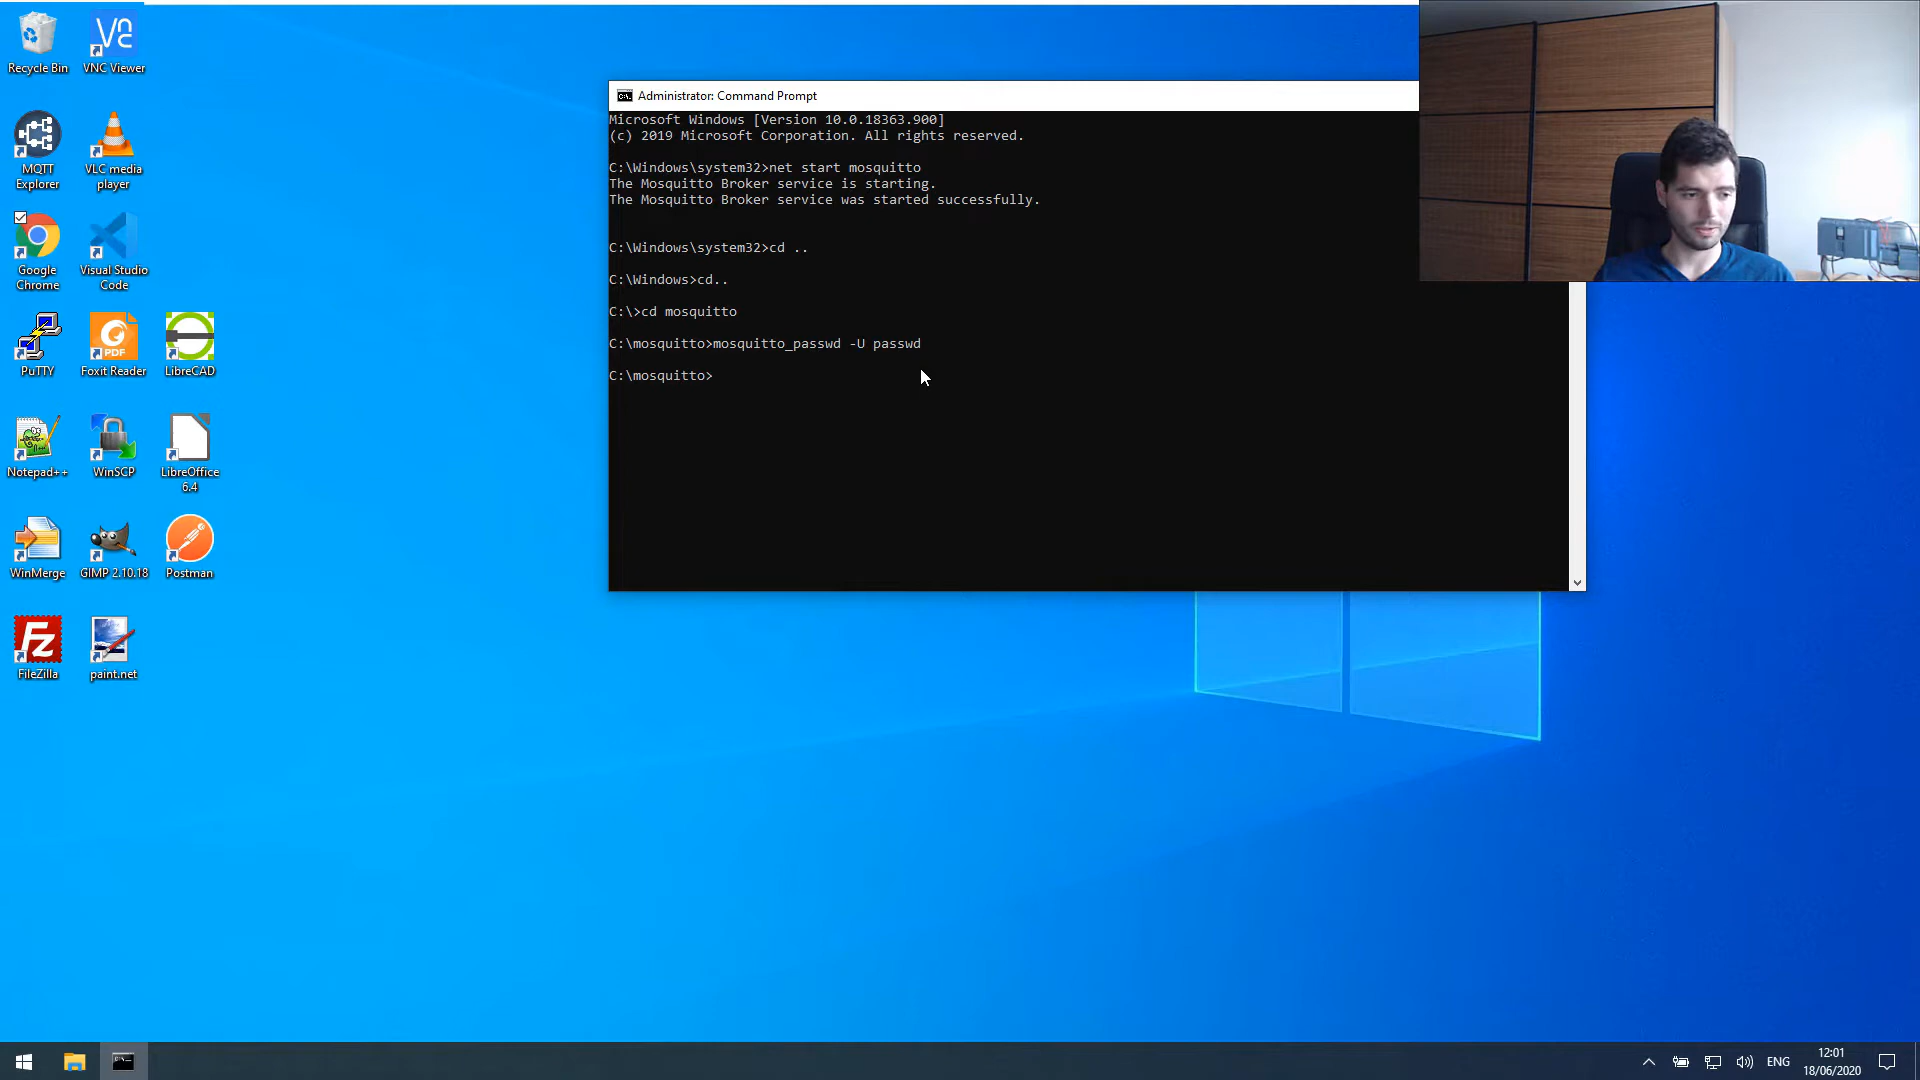 Recycle Bin
VNC Viewer
MQTT
Explorer
VLC media
player
Google
Chrome
Visual Studio
Code
PuTTY
PDF
Foxit Reader
LibreCAD
Notepad++
WinSCP
LibreOffice
6.4
WinMerge
GIMP 2.10.18
Postman
Fz
FileZilla
paint.net
Administrator: Command Prompt
Microsoft Windows [Version 10.0.18363.900]
(c) 2019 Microsoft Corporation. All rights reserved.
C:\Windows\system32>net start mosquitto
The Mosquitto Broker service is starting.
The Mosquitto Broker service was started successfully.
C:\Windows\system32>cd ..
C:\Windows>cd..
C:\>cd mosquitto
C:\mosquitto>mosquitto_passwd -U passwd
C:\mosquitto>
ENG
12:01
18/06/2020